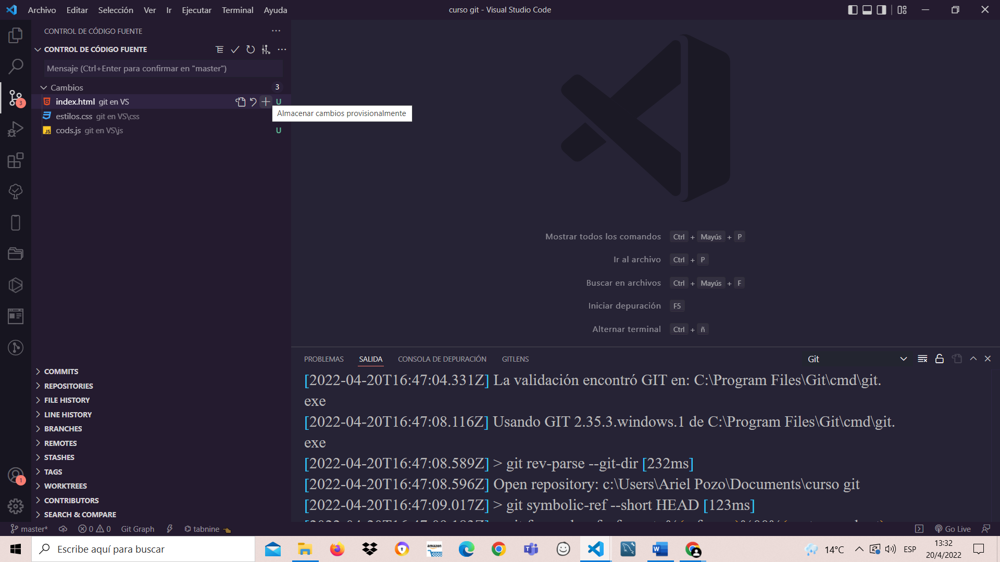 Archivo Editar Selección Ver Ir Ejecutar Terminal Ayuda
curso git - Visual Studio Code
CONTROL DE CÓDIGO FUENTE
CONTROL DE CÓDIGO FUENTE
Mensaje (Ctrl+Enter para confirmar en "master")
Cambios 3
index.html git en VS U
Almacenar cambios provisionalmente
estilos.css git en VS\css
JS cods.js git en VS\js U
3
Mostrar todos los comandos Ctrl + Mayús + P
Ir al archivo Ctrl + P
Buscar en archivos Ctrl + Mayús + F
Iniciar depuración F5
Alternar terminal Ctrl + ñ
COMMITS
REPOSITORIES
FILE HISTORY
LINE HISTORY
BRANCHES
REMOTES
STASHES
TAGS
WORKTREES
CONTRIBUTORS
SEARCH & COMPARE
1
PROBLEMAS SALIDA CONSOLA DE DEPURACIÓN GITLENS Git
[2022-04-20T16:47:04.331Z] La validación encontró GIT en: C:\Program Files\Git\cmd\git.
exe
[2022-04-20T16:47:08.116Z] Usando GIT 2.35.3.windows.1 de C:\Program Files\Git\cmd\git.
exe
[2022-04-20T16:47:08.589Z] > git rev-parse --git-dir [232ms]
[2022-04-20T16:47:08.596Z] Open repository: c:\Users\Ariel Pozo\Documents\curso git
[2022-04-20T16:47:09.017Z] > git symbolic-ref --short HEAD [123ms]
master* 0 0 Git Graph tabnine Go Live
Escribe aquí para buscar
amazon
14°C ESP
13:32
20/4/2022